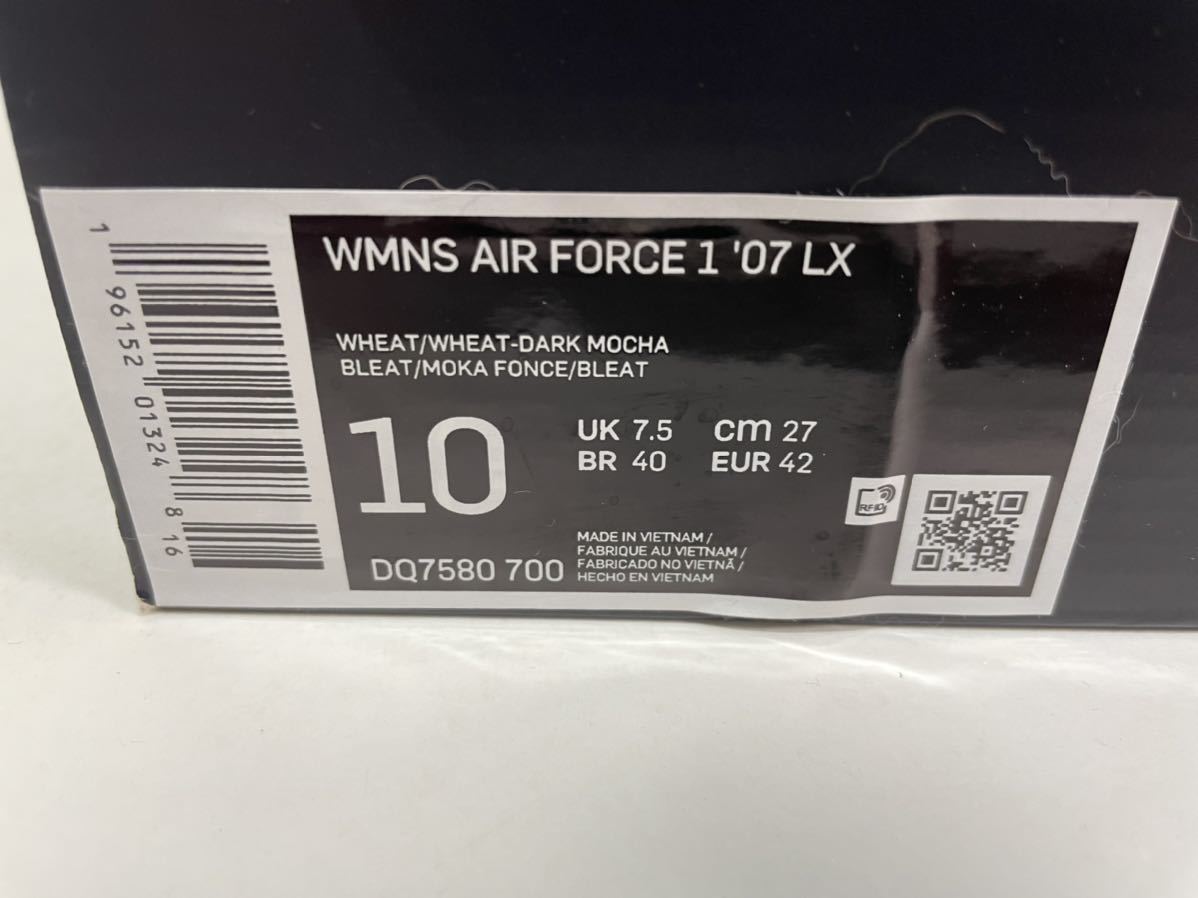 WMNS AIR FORCE 1 '07 LX
WHEAT/WHEAT-DARK MOCHA
BLEAT/MOKA FONCE/BLEAT
10
UK 7.5 cm 27
BR 40 EUR 42
DQ7580 700
MADE IN VIETNAM /
FABRIQUE AU VIETNAM /
FABRICADO NO VIETNÃ /
HECHO EN VIETNAM
RFID
1 96152 01324 8 16